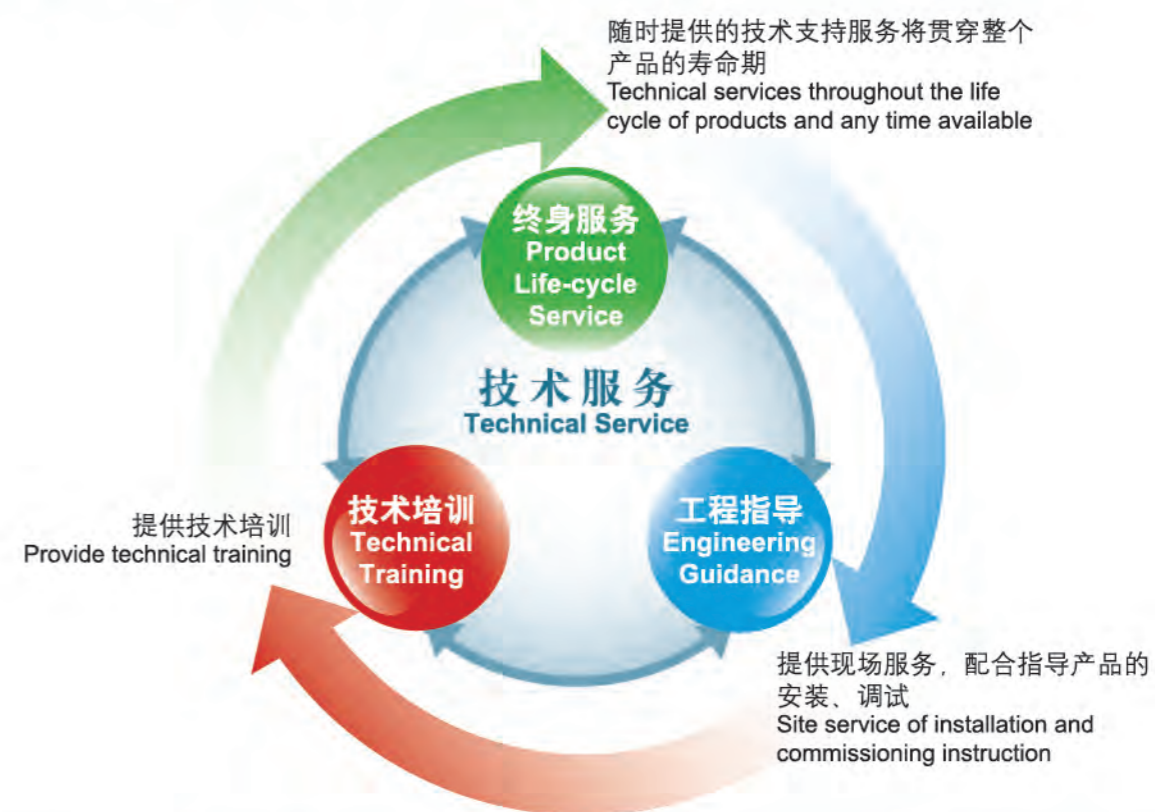 随时提供的技术支持服务将贯穿整个
产品的寿命期
Technical services throughout the life
cycle of products and any time available
终身服务
Product
Life-cycle
Service
技术服务
Technical Service
技术培训
Technical
Training
工程指导
Engineering
Guidance
提供技术培训
Provide technical training
提供现场服务，配合指导产品的
安装、调试
Site service of installation and
commissioning instruction